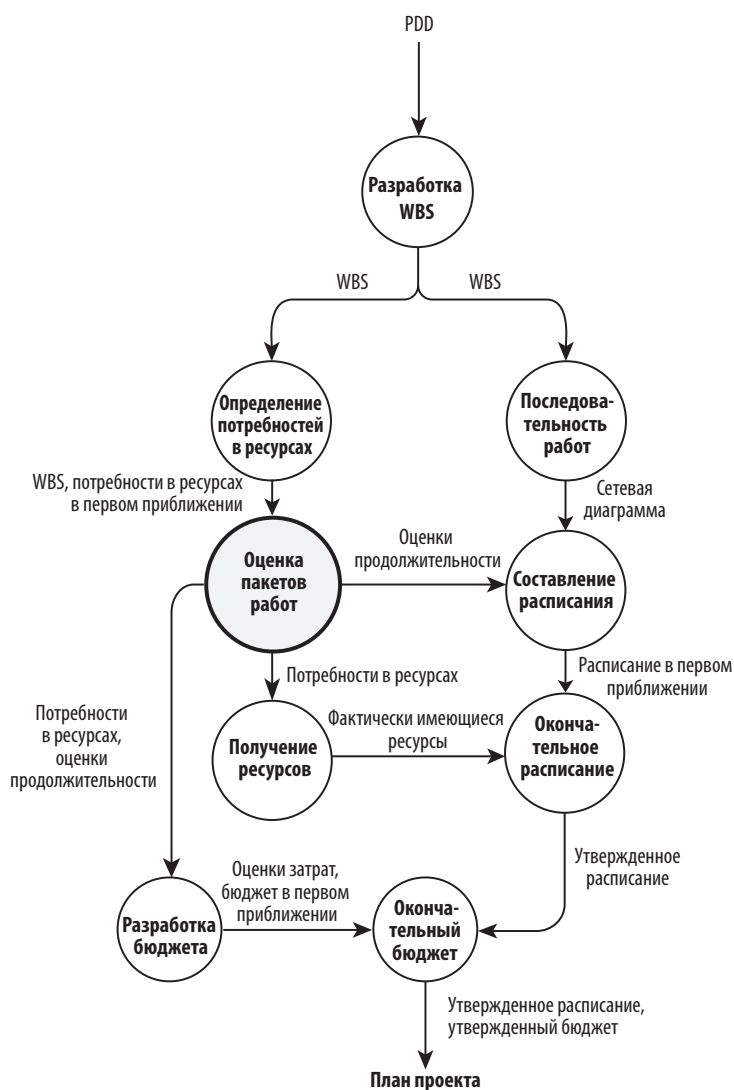 PDD
Разработка
WBS
WBS
WBS
Определение
потребностей
в ресурсах
Последова-
тельность
работ
WBS, потребности в ресурсах
в первом приближении
Сетевая
диаграмма
Оценка
пакетов
работ
Оценки
продолжительности
Составление
расписания
Потребности в ресурсах
Расписание в первом
приближении
Потребности
в ресурсах,
оценки
продолжительности
Получение
ресурсов
Фактически имеющиеся
ресурсы
Оконча-
тельное
расписание
Утвержденное
расписание
Оценки затрат,
бюджет в первом
приближении
Разработка
бюджета
Оконча-
тельный
бюджет
Утвержденное расписание,
утвержденный бюджет
План проекта